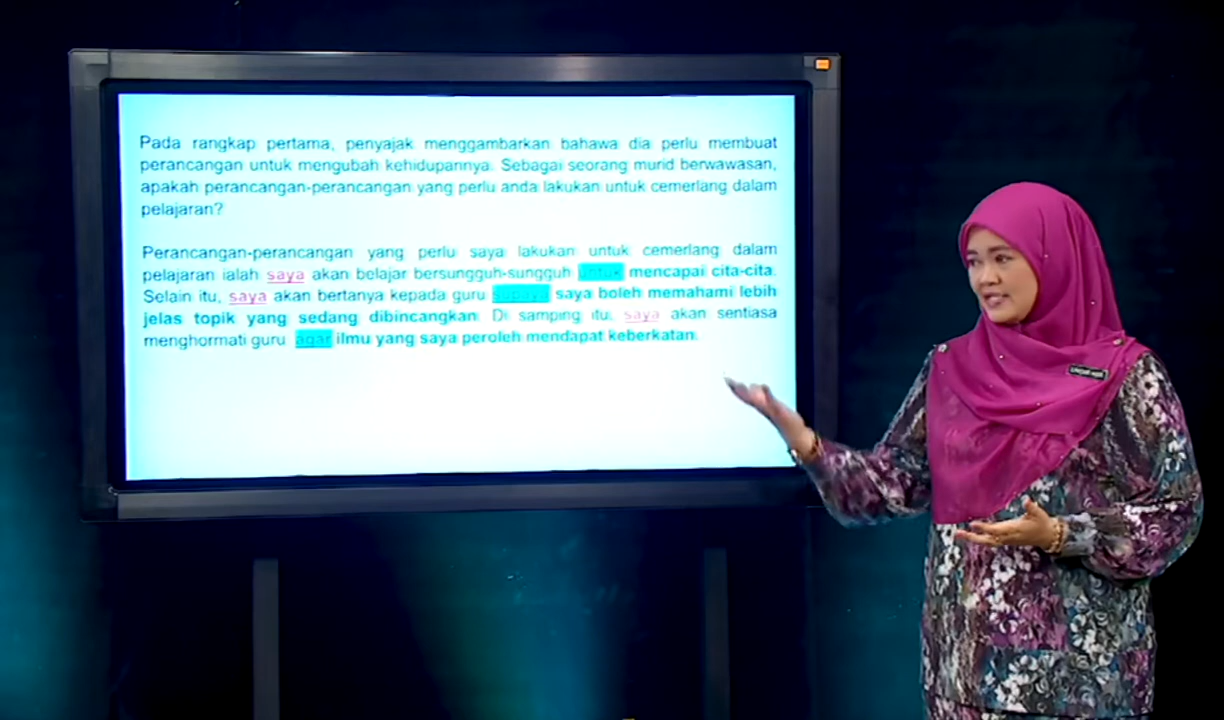 Pada rangkap pertama, penyajak menggambarkan bahawa dia perlu membuat
perancangan untuk mengubah kehidupannya. Sebagai seorang murid berwawasan,
apakah perancangan-perancangan yang perlu anda lakukan untuk cemerlang dalam
pelajaran?
Perancangan-perancangan yang perlu saya lakukan untuk cemerlang dalam
pelajaran ialah saya akan belajar bersungguh-sungguh untuk mencapai cita-cita.
Selain itu, saya akan bertanya kepada guru supaya saya boleh memahami lebih
jelas topik yang sedang dibincangkan. Di samping itu, saya akan sentiasa
menghormati guru agar ilmu yang saya peroleh mendapat keberkatan.